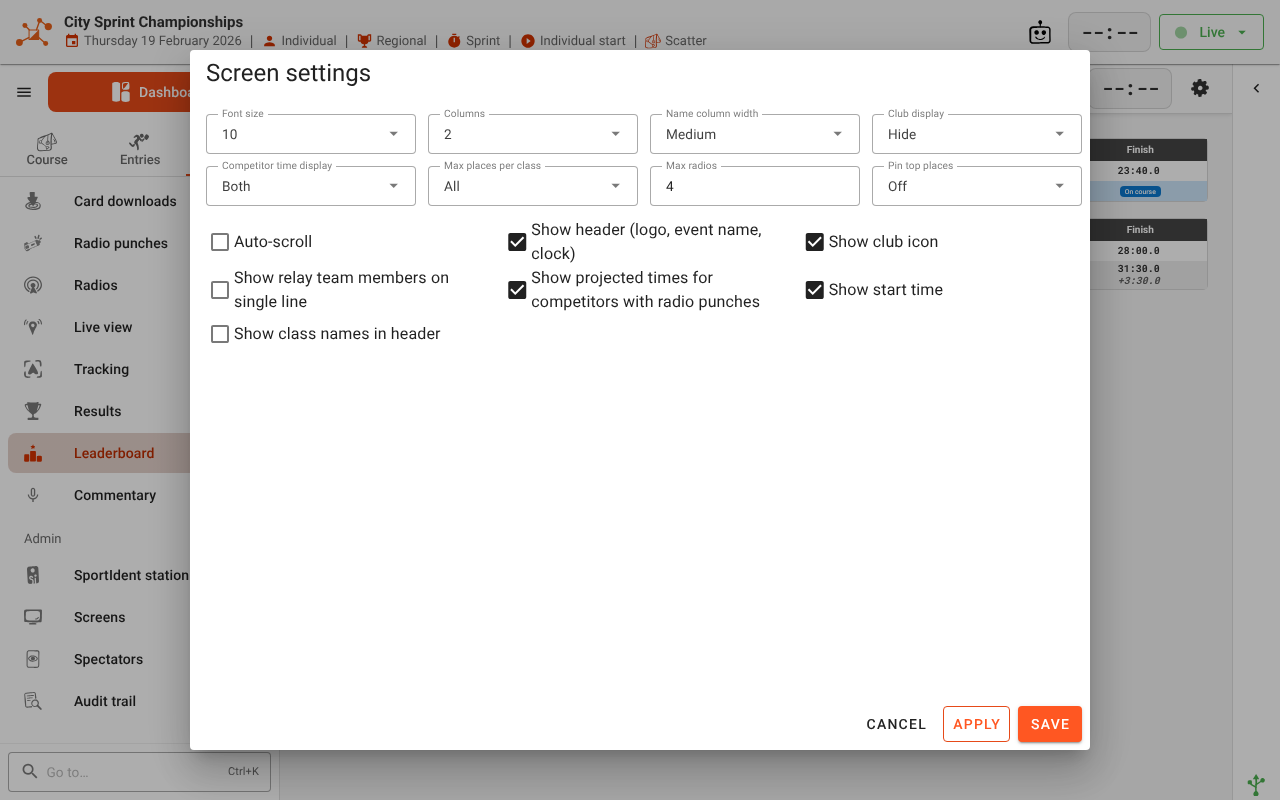 City Sprint Championships
Thursday 19 February 2026 | Individual | Regional | Sprint | Individual start | Scatter
--:--
Live
Dashboa
--:--
Course
Entries
Card downloads
Radio punches
Radios
Live view
Tracking
Results
Leaderboard
Commentary
Admin
SportIdent station
Screens
Spectators
Audit trail
Go to…
Ctrl+K
Screen settings
Font size
10
Columns
2
Name column width
Medium
Club display
Hide
Competitor time display
Both
Max places per class
All
Max radios
4
Pin top places
Off
Auto-scroll
Show header (logo, event name,
clock)
Show club icon
Show relay team members on
single line
Show projected times for
competitors with radio punches
Show start time
Show class names in header
CANCEL
APPLY
SAVE
Finish
23:40.0
On course
Finish
28:00.0
31:30.0
+3:30.0